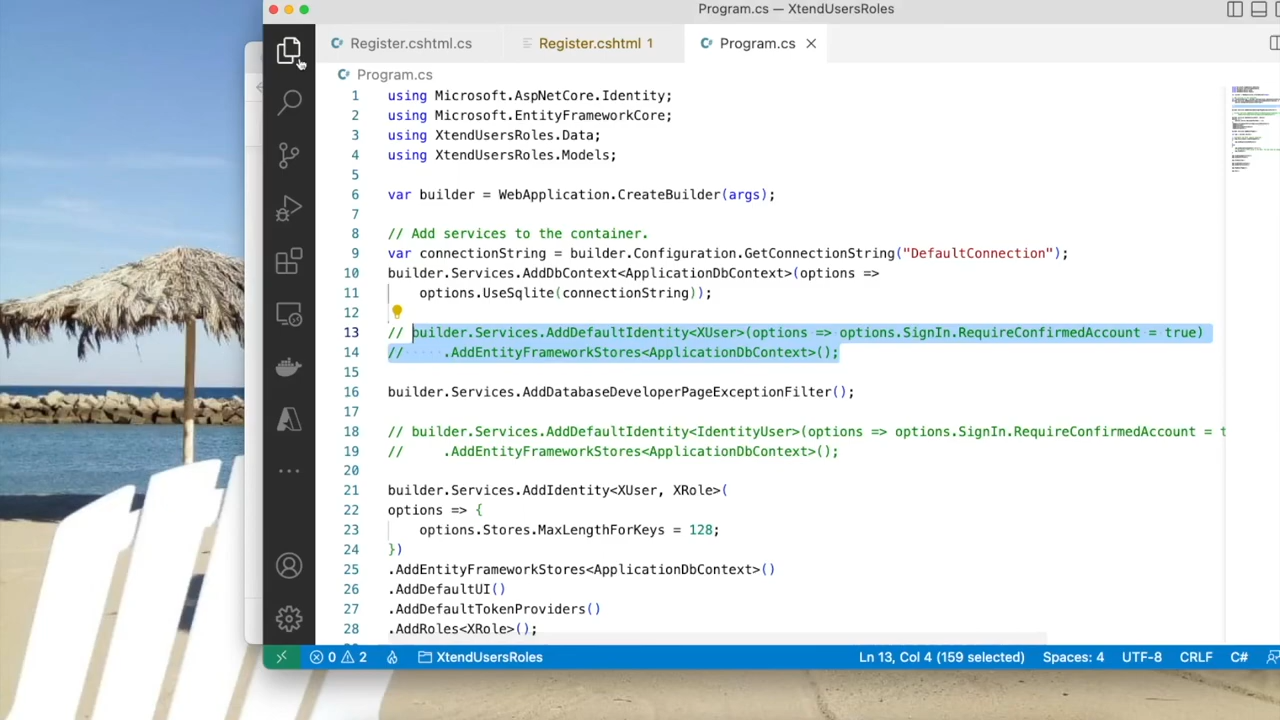 Program.cs — XtendUsersRoles
Register.cshtml.cs
Register.cshtml 1
Program.cs
Program.cs
1 using Microsoft.AspNetCore.Identity;
2 using Microsoft.EntityFrameworkCore;
3 using XtendUsersRoles.Data;
4 using XtendUsersRoles.Models;
6 var builder = WebApplication.CreateBuilder(args);
7
8 // Add services to the container.
9 var connectionString = builder.Configuration.GetConnectionString("DefaultConnection");
10 builder.Services.AddDbContext<ApplicationDbContext>(options =>
11 options.UseSqlite(connectionString));
12
13 // builder.Services.AddDefaultIdentity<XUser>(options => options.SignIn.RequireConfirmedAccount = true)
14 // .AddEntityFrameworkStores<ApplicationDbContext>();
15
16 builder.Services.AddDatabaseDeveloperPageExceptionFilter();
17
18 // builder.Services.AddDefaultIdentity<IdentityUser>(options => options.SignIn.RequireConfirmedAccount = t
19 // .AddEntityFrameworkStores<ApplicationDbContext>();
20
21 builder.Services.AddIdentity<XUser, XRole>(
22 options => {
23 options.Stores.MaxLengthForKeys = 128;
24 })
25 .AddEntityFrameworkStores<ApplicationDbContext>()
26 .AddDefaultUI()
27 .AddDefaultTokenProviders()
28 .AddRoles<XRole>();
0 2 XtendUsersRoles Ln 13, Col 4 (159 selected) Spaces: 4 UTF-8 CRLF C#